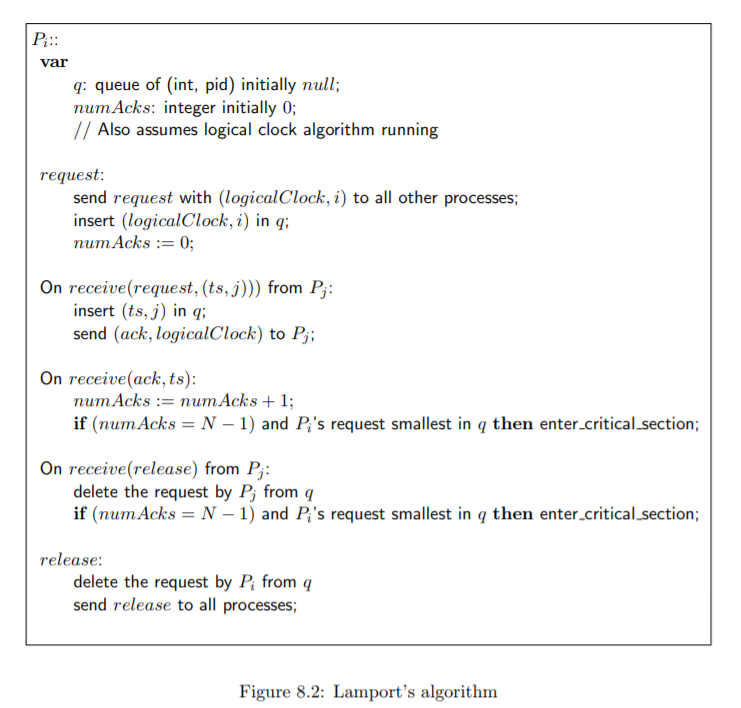 P_i::
var
q: queue of (int, pid) initially null;
numAcks: integer initially 0;
// Also assumes logical clock algorithm running
request:
send request with (logicalClock, i) to all other processes;
insert (logicalClock, i) in q;
numAcks := 0;
On receive(request, (ts, j))) from P_j:
insert (ts, j) in q;
send (ack, logicalClock) to P_j;
On receive(ack, ts):
numAcks := numAcks + 1;
if (numAcks = N − 1) and P_i's request smallest in q then enter_critical_section;
On receive(release) from P_j:
delete the request by P_j from q
if (numAcks = N − 1) and P_i's request smallest in q then enter_critical_section;
release:
delete the request by P_i from q
send release to all processes;
Figure 8.2: Lamport's algorithm